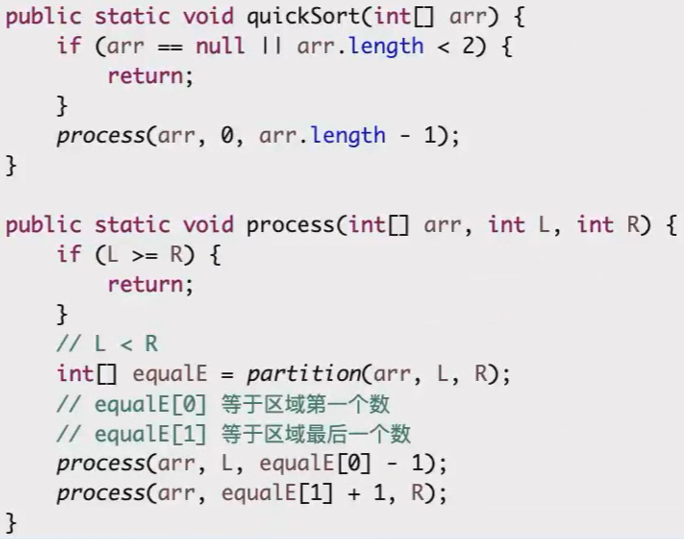 public static void quickSort(int[] arr) {
    if (arr == null || arr.length < 2) {
        return;
    }
    process(arr, 0, arr.length - 1);
}

public static void process(int[] arr, int L, int R) {
    if (L >= R) {
        return;
    }
    // L < R
    int[] equalE = partition(arr, L, R);
    // equalE[0] 等于区域第一个数
    // equalE[1] 等于区域最后一个数
    process(arr, L, equalE[0] - 1);
    process(arr, equalE[1] + 1, R);
}